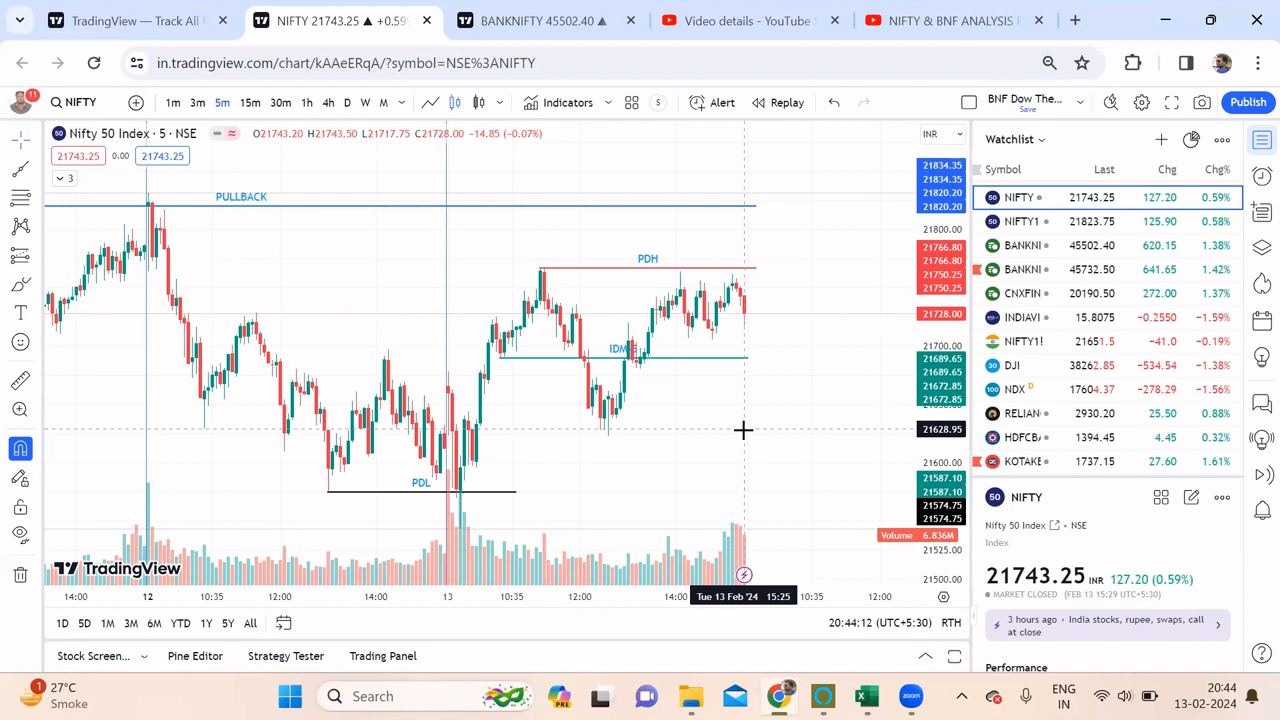 TradingView — Track All M
NIFTY 21743.25 ▲ +0.59%
BANKNIFTY 45502.40 ▲
Video details - YouTube S
NIFTY & BNF ANALYSIS
in.tradingview.com/chart/kAAeERqA/?symbol=NSE%3ANIFTY
11
NIFTY
1m 3m 5m 15m 30m 1h 4h D W M
Indicators
S
Alert
Replay
BNF Dow The...
Save
Publish
50 Nifty 50 Index · 5 · NSE O21743.20 H21743.50 L21717.75 C21728.00 −14.85 (−0.07%)
INR
21743.25 0.00 21743.25
3
PULLBACK
PDH
IDM
PDL
21834.35
21834.35
21820.20
21820.20
21800.00
21766.80
21766.80
21750.25
21750.25
21728.00
21700.00
21689.65
21689.65
21672.85
21672.85
21628.95
21600.00
21587.10
21587.10
21574.75
21574.75
Volume 6.836M
21525.00
21500.00
TradingView
14:00 12 10:35 12:00 14:00 13 10:35 12:00 14:00 Tue 13 Feb '24 15:25 10:35 12:00
1D 5D 1M 3M 6M YTD 1Y 5Y All
20:44:12 (UTC+5:30) RTH
Stock Screen... Pine Editor Strategy Tester Trading Panel
Watchlist
Symbol Last Chg Chg%
50 NIFTY 21743.25 127.20 0.59%
50 NIFTY1 21823.75 125.90 0.58%
BANKNI 45502.40 620.15 1.38%
BANKNI 45732.50 641.65 1.42%
CNXFIN 20190.50 272.00 1.37%
INDIAVI 15.8075 −0.2550 −1.59%
NIFTY1! 21651.5 −41.0 −0.19%
30 DJI 38262.85 −534.54 −1.38%
100 NDX D 17604.37 −278.29 −1.56%
RELIAN 2930.20 25.50 0.88%
HDFCB 1394.45 4.45 0.32%
KOTAKE 1737.15 27.60 1.61%
50 NIFTY
Nifty 50 Index • NSE
Index
21743.25 INR 127.20 (0.59%)
MARKET CLOSED (FEB 13 15:29 UTC+5:30)
3 hours ago · India stocks, rupee, swaps, call
at close
Performance
1
27°C
Smoke
Search
PRE
zoom
ENG
IN
20:44
13-02-2024